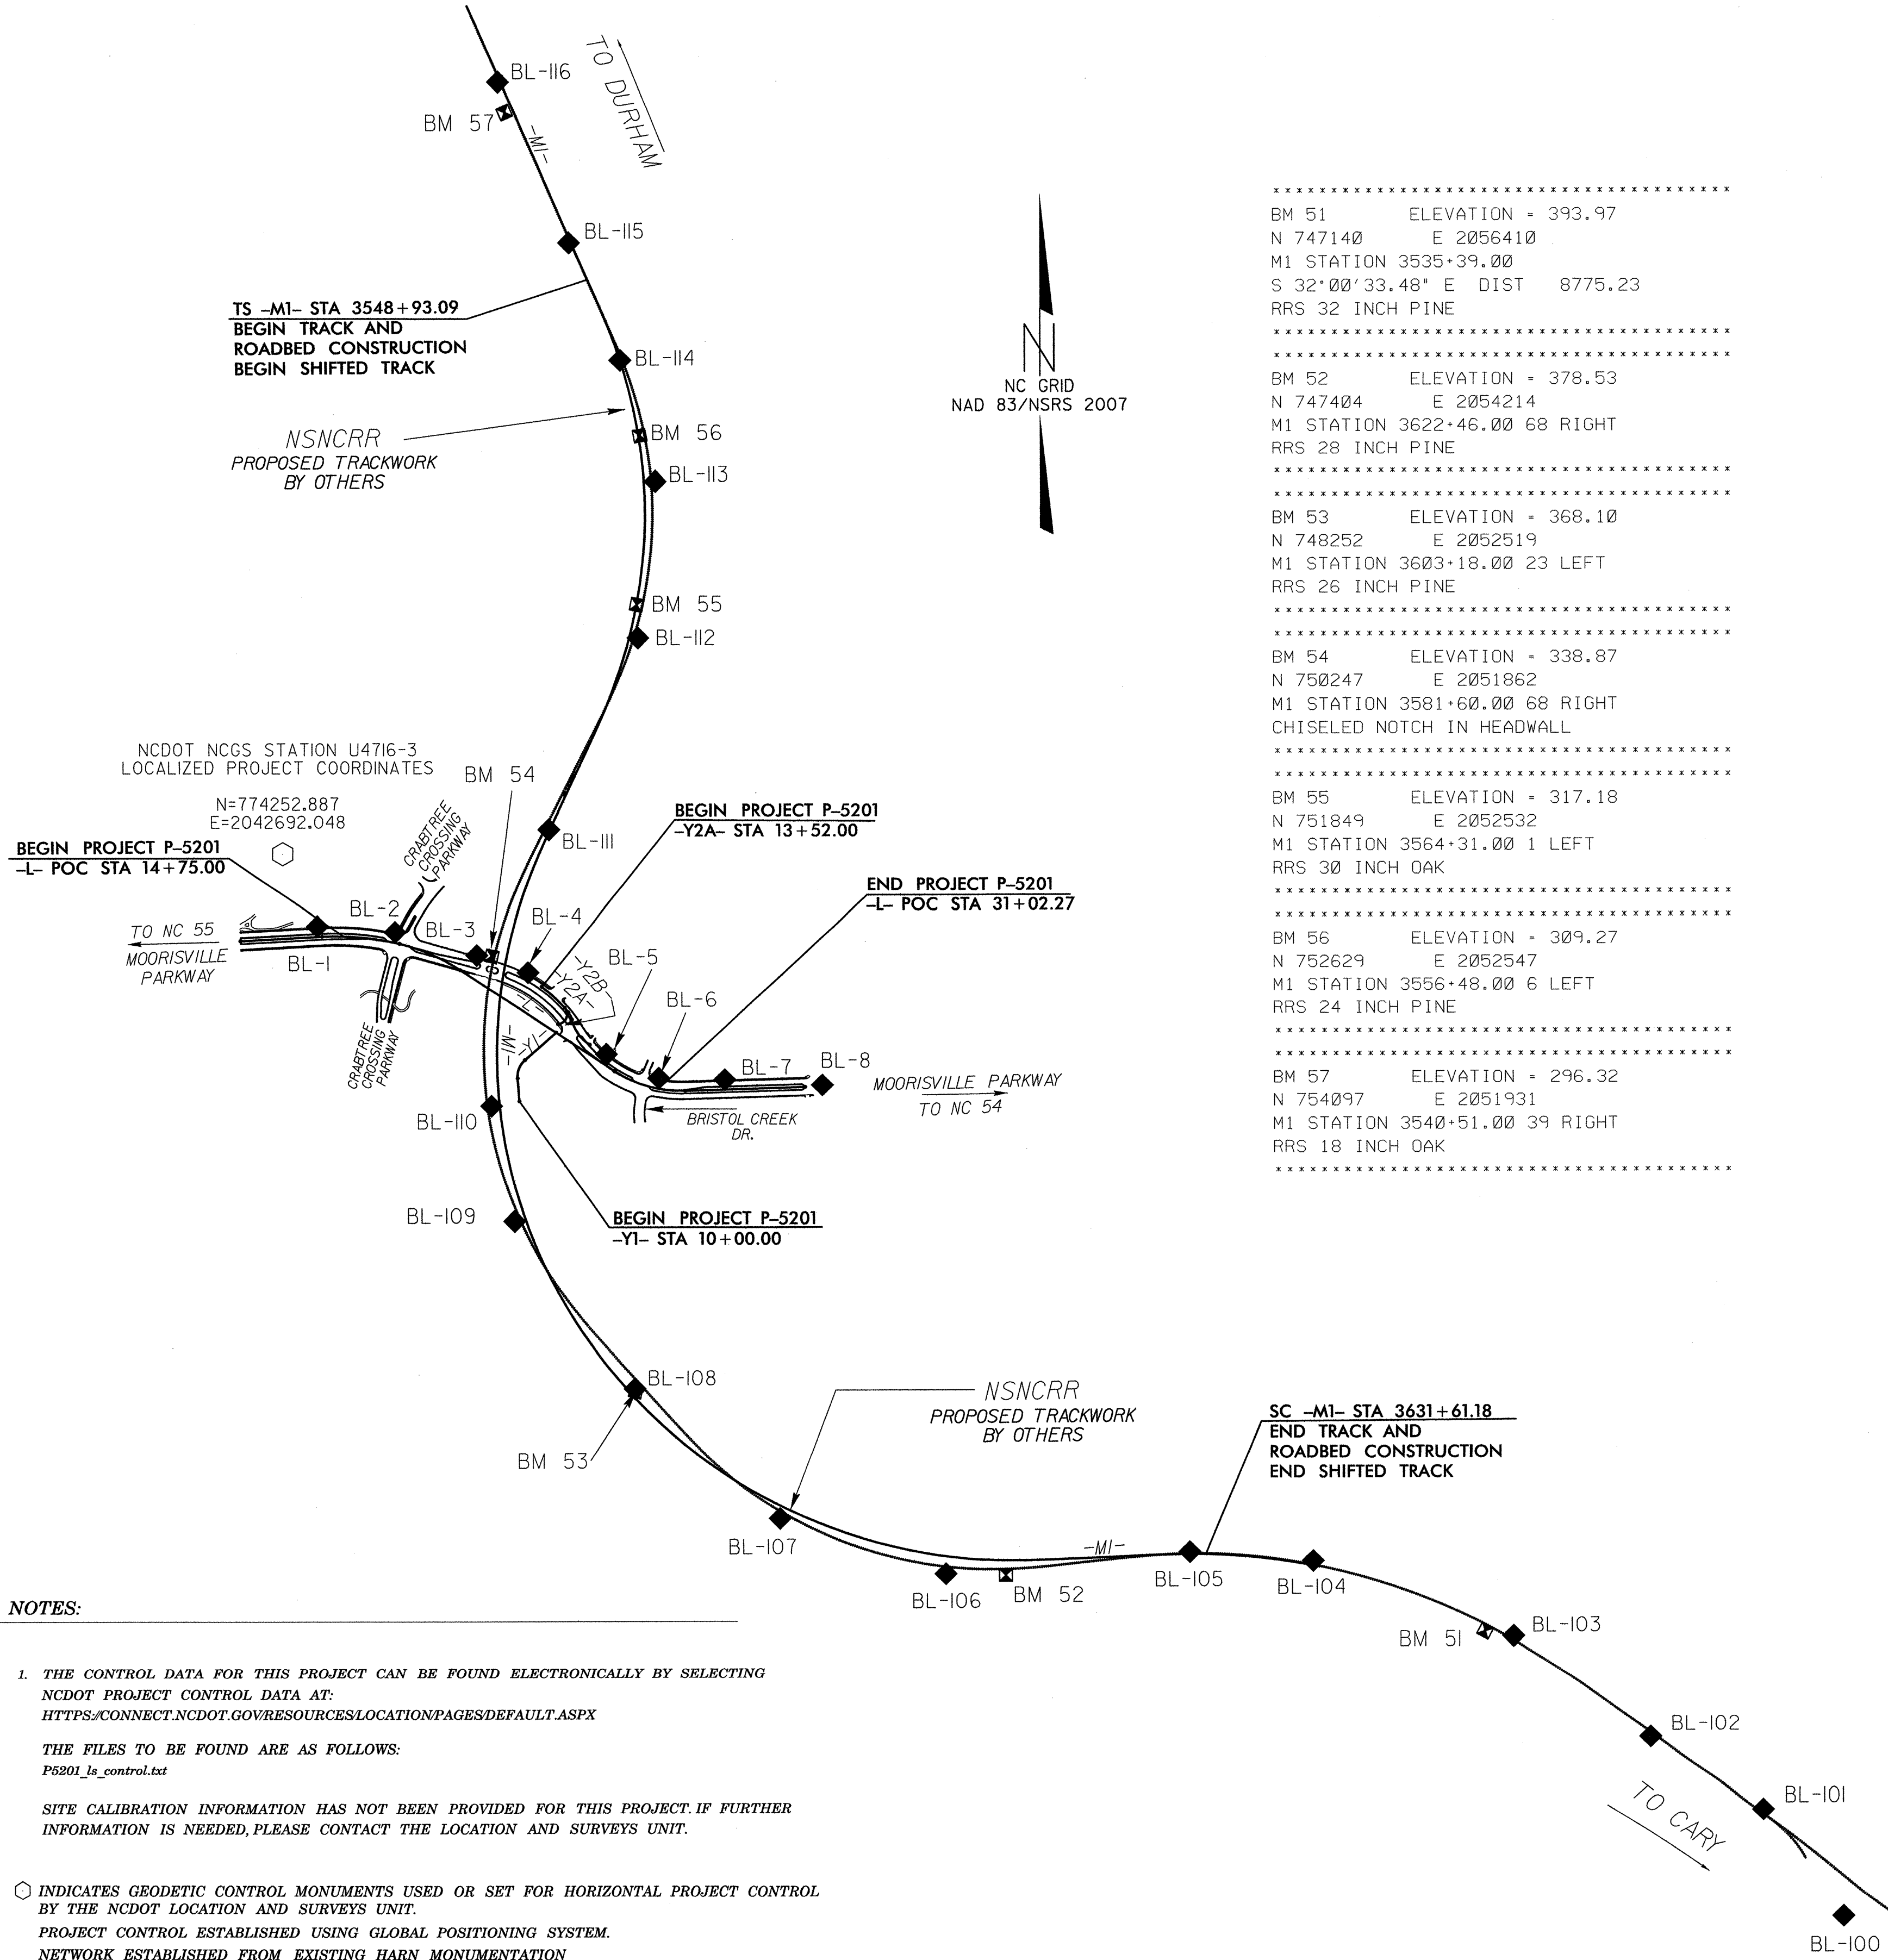 BL-116
BM 57
-M1-
TO DURHAM
BL-115
TS -M1- STA 3548+93.09
BEGIN TRACK AND
ROADBED CONSTRUCTION
BEGIN SHIFTED TRACK
BL-114
NSNCRR
PROPOSED TRACKWORK
BY OTHERS
BM 56
BL-113
N
NC GRID
NAD 83/NSRS 2007
BM 55
BL-112
NCDOT NCGS STATION U4716-3
LOCALIZED PROJECT COORDINATES
N=774252.887
E=2042692.048
BM 54
BEGIN PROJECT P-5201
-Y2A- STA 13+52.00
BL-111
BEGIN PROJECT P-5201
-L- POC STA 14+75.00
CRABTREE
CROSSING
PARKWAY
END PROJECT P-5201
-L- POC STA 31+02.27
TO NC 55
MOORISVILLE
PARKWAY
BL-1
BL-2
BL-3
BL-4
BL-5
-Y2B-
-Y2A-
-L-
-Y1-
-M1-
BL-6
BL-7
BL-8
MOORISVILLE PARKWAY
TO NC 54
BRISTOL CREEK
DR.
CRABTREE
CROSSING
PARKWAY
BL-110
BL-109
BEGIN PROJECT P-5201
-Y1- STA 10+00.00
BL-108
BM 53
NSNCRR
PROPOSED TRACKWORK
BY OTHERS
BL-107
SC -M1- STA 3631+61.18
END TRACK AND
ROADBED CONSTRUCTION
END SHIFTED TRACK
-M1-
BL-106
BM 52
BL-105
BL-104
BM 51
BL-103
BL-102
BL-101
TO CARY
BL-100
****************************************
BM 51 ELEVATION = 393.97
N 747140 E 2056410
M1 STATION 3535+39.00
S 32°00'33.48" E DIST 8775.23
RRS 32 INCH PINE
****************************************
****************************************
BM 52 ELEVATION = 378.53
N 747404 E 2054214
M1 STATION 3622+46.00 68 RIGHT
RRS 28 INCH PINE
****************************************
****************************************
BM 53 ELEVATION = 368.10
N 748252 E 2052519
M1 STATION 3603+18.00 23 LEFT
RRS 26 INCH PINE
****************************************
****************************************
BM 54 ELEVATION = 338.87
N 750247 E 2051862
M1 STATION 3581+60.00 68 RIGHT
CHISELED NOTCH IN HEADWALL
****************************************
****************************************
BM 55 ELEVATION = 317.18
N 751849 E 2052532
M1 STATION 3564+31.00 1 LEFT
RRS 30 INCH OAK
****************************************
****************************************
BM 56 ELEVATION = 309.27
N 752629 E 2052547
M1 STATION 3556+48.00 6 LEFT
RRS 24 INCH PINE
****************************************
****************************************
BM 57 ELEVATION = 296.32
N 754097 E 2051931
M1 STATION 3540+51.00 39 RIGHT
RRS 18 INCH OAK
****************************************
NOTES:
1. THE CONTROL DATA FOR THIS PROJECT CAN BE FOUND ELECTRONICALLY BY SELECTING
NCDOT PROJECT CONTROL DATA AT:
HTTPS://CONNECT.NCDOT.GOV/RESOURCES/LOCATION/PAGES/DEFAULT.ASPX
THE FILES TO BE FOUND ARE AS FOLLOWS:
P5201_ls_control.txt
SITE CALIBRATION INFORMATION HAS NOT BEEN PROVIDED FOR THIS PROJECT. IF FURTHER
INFORMATION IS NEEDED, PLEASE CONTACT THE LOCATION AND SURVEYS UNIT.
INDICATES GEODETIC CONTROL MONUMENTS USED OR SET FOR HORIZONTAL PROJECT CONTROL
BY THE NCDOT LOCATION AND SURVEYS UNIT.
PROJECT CONTROL ESTABLISHED USING GLOBAL POSITIONING SYSTEM.
NETWORK ESTABLISHED FROM EXISTING HARN MONUMENTATION